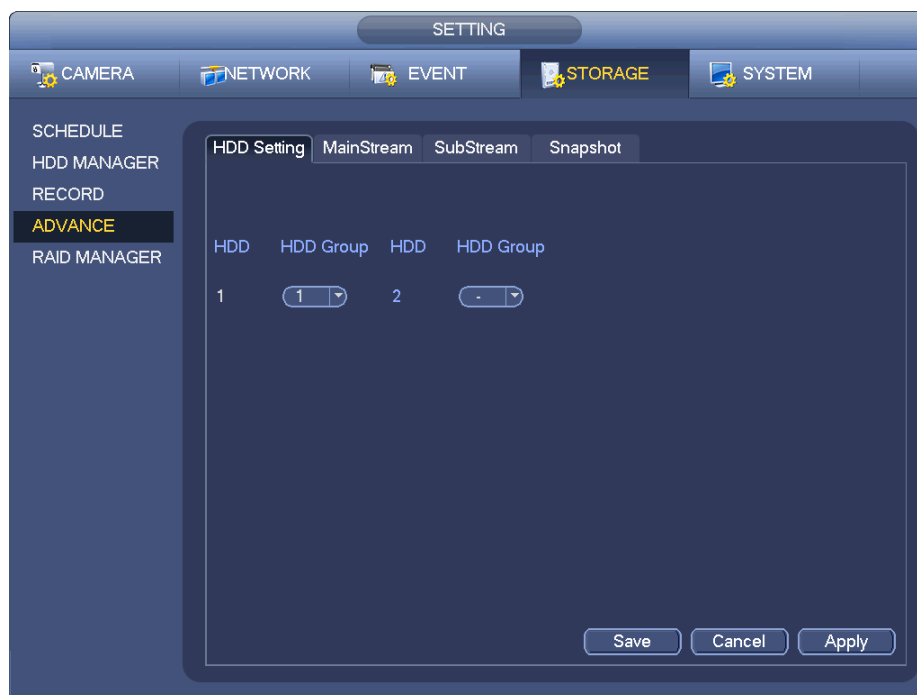 SETTING
CAMERA NETWORK EVENT STORAGE SYSTEM
SCHEDULE
HDD MANAGER
RECORD
ADVANCE
RAID MANAGER
HDD Setting MainStream SubStream Snapshot
HDD HDD Group HDD HDD Group
1 1 2 -
Save Cancel Apply